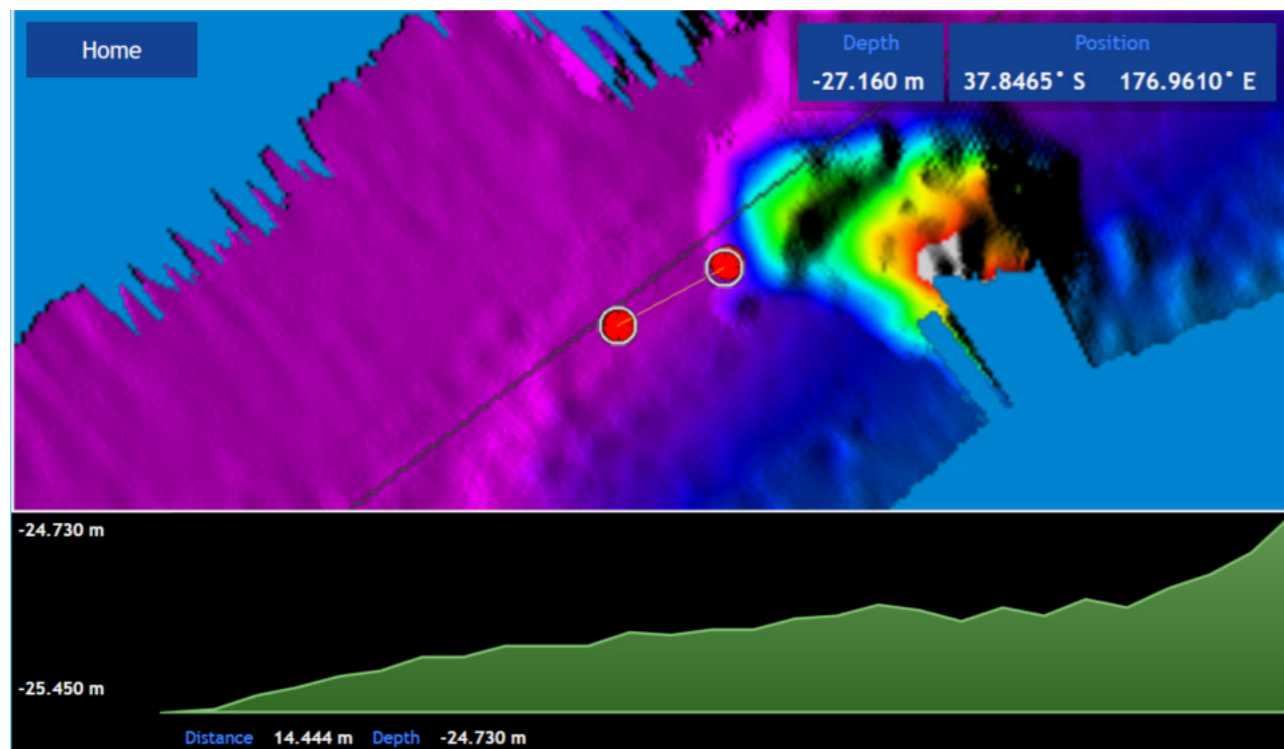 Home
Depth Position
-27.160 m 37.8465° S 176.9610° E
-24.730 m
-25.450 m
Distance 14.444 m Depth -24.730 m